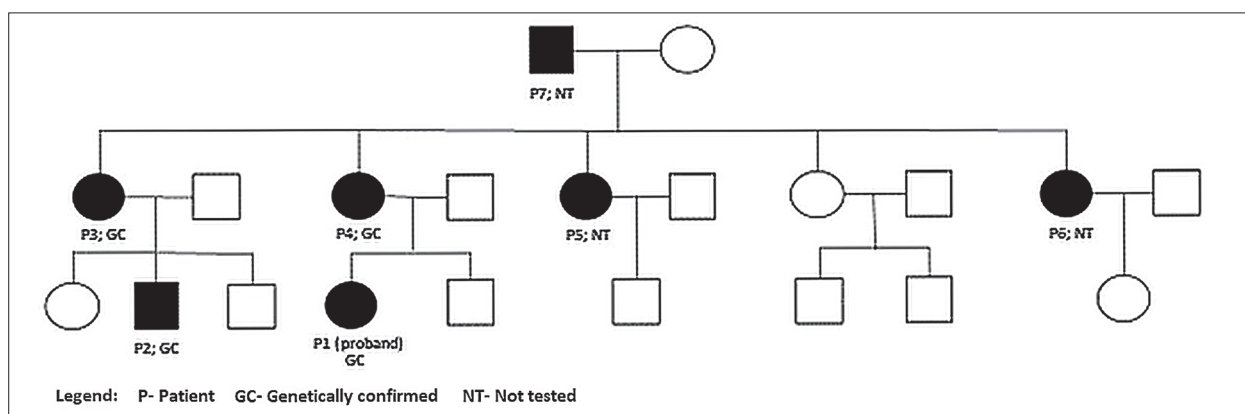 P7; NT
P3; GC
P4; GC
P5; NT
P6; NT
P2; GC
P1 (proband)
GC
Legend: P- Patient GC- Genetically confirmed NT- Not tested